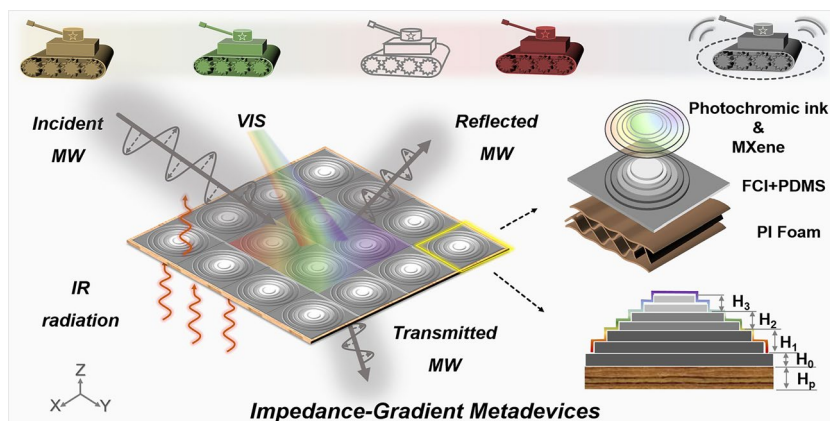 Incident
MW
VIS
Reflected
MW
Photochromic ink
&
MXene
FCI+PDMS
PI Foam
IR
radiation
Transmitted
MW
H3
H2
H1
H0
Hp
Z
X
Y
Impedance-Gradient Metadevices